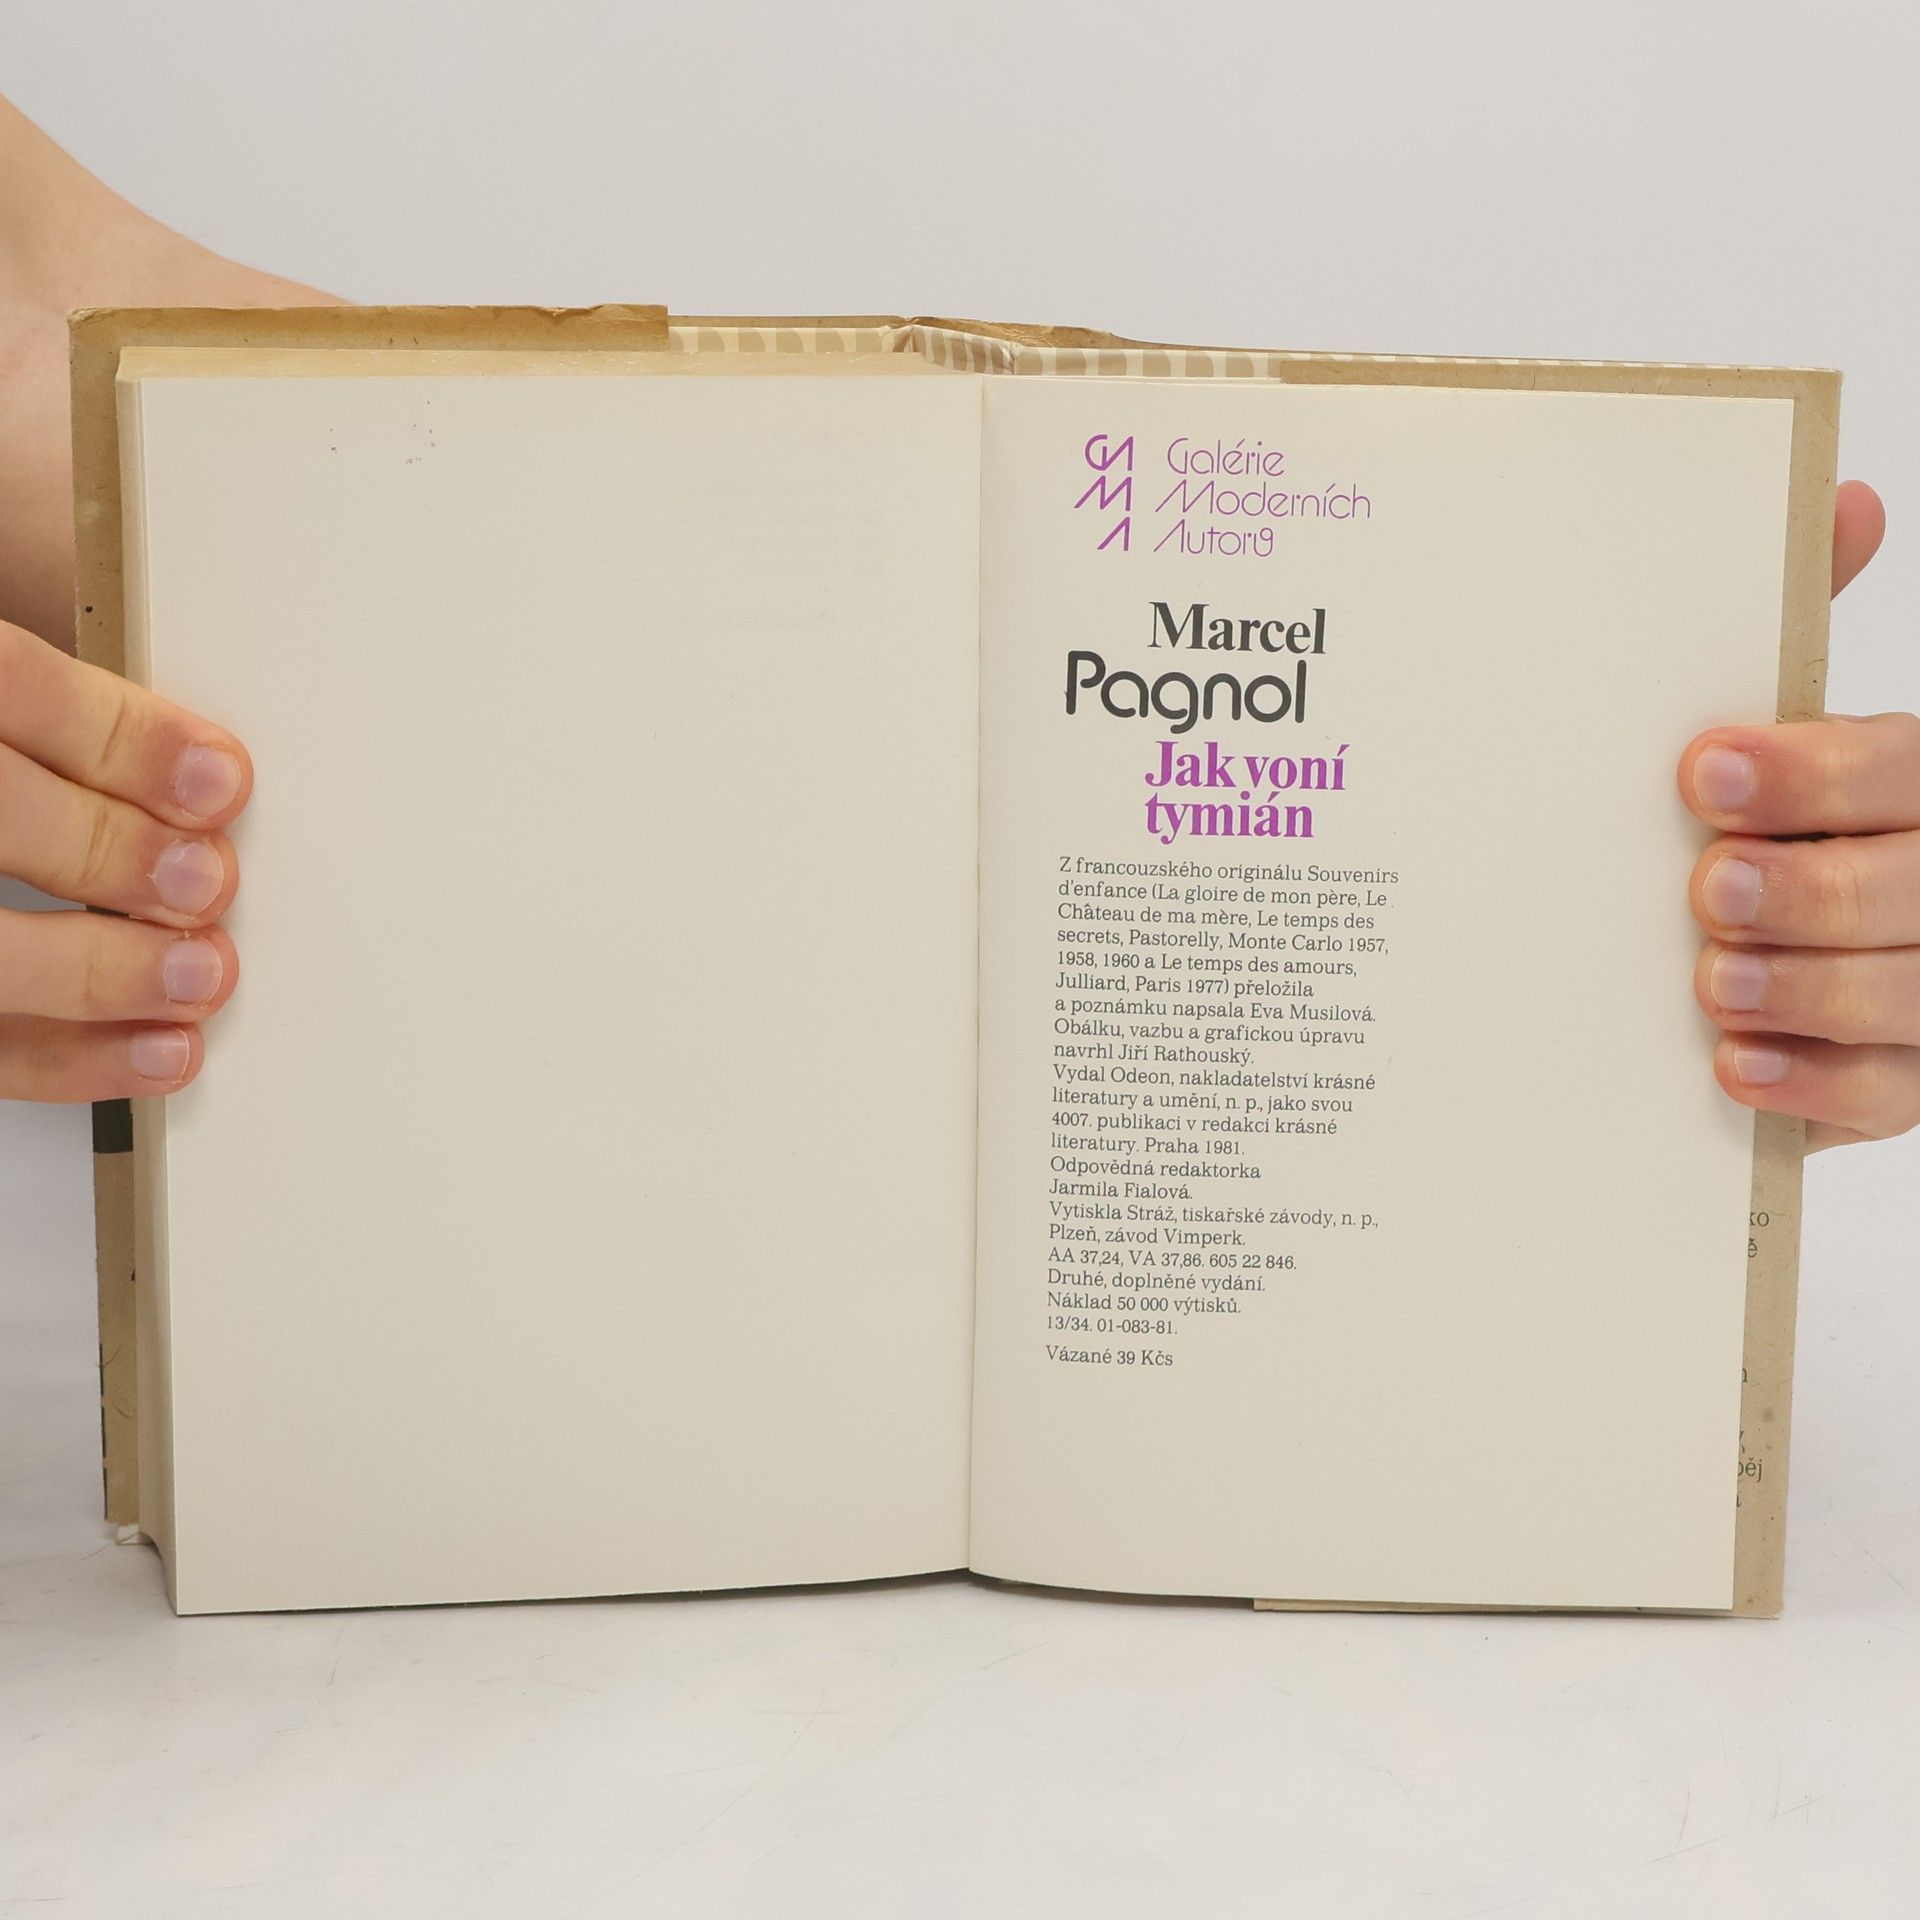 GA Galérie
M Moderních
A Autorů
Marcel
Pagnol
Jak voní
tymián
Z francouzského originálu Souvenirs
d'enfance (La gloire de mon père, Le
Château de ma mère, Le temps des
secrets, Pastorelly, Monte Carlo 1957,
1958, 1960 a Le temps des amours,
Julliard, Paris 1977) přeložila
a poznámku napsala Eva Musilová.
Obálku, vazbu a grafickou úpravu
navrhl Jiří Rathouský.
Vydal Odeon, nakladatelství krásné
literatury a umění, n. p., jako svou
4007. publikaci v redakci krásné
literatury. Praha 1981.
Odpovědná redaktorka
Jarmila Fialová.
Vytiskla Stráž, tiskařské závody, n. p.,
Plzeň, závod Vimperk.
AA 37,24, VA 37,86. 605 22 846.
Druhé, doplněné vydání.
Náklad 50 000 výtisků.
13/34. 01-083-81.
Vázané 39 Kčs